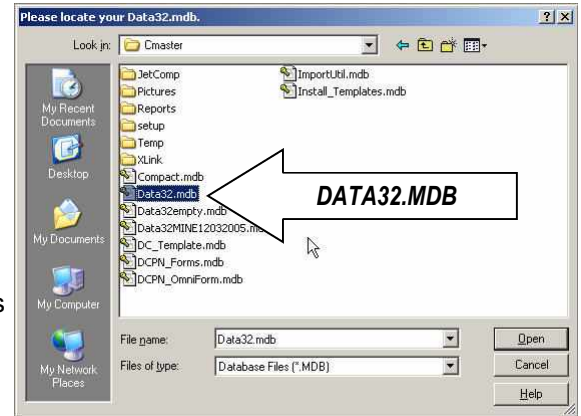 Please locate your Data32.mdb.
Look in: Cmaster
JetComp
Pictures
Reports
setup
Temp
XLink
Compact.mdb
Data32.mdb
Data32empty.mdb
Data32MINE12032005.m
DC_Template.mdb
DCPN_Forms.mdb
DCPN_OmniForm.mdb
ImportUtil.mdb
Install_Templates.mdb
DATA32.MDB
My Recent
Documents
Desktop
My Documents
My Computer
My Network
Places
File name: Data32.mdb
Open
Files of type: Database Files (".MDB)
Cancel
Help
s